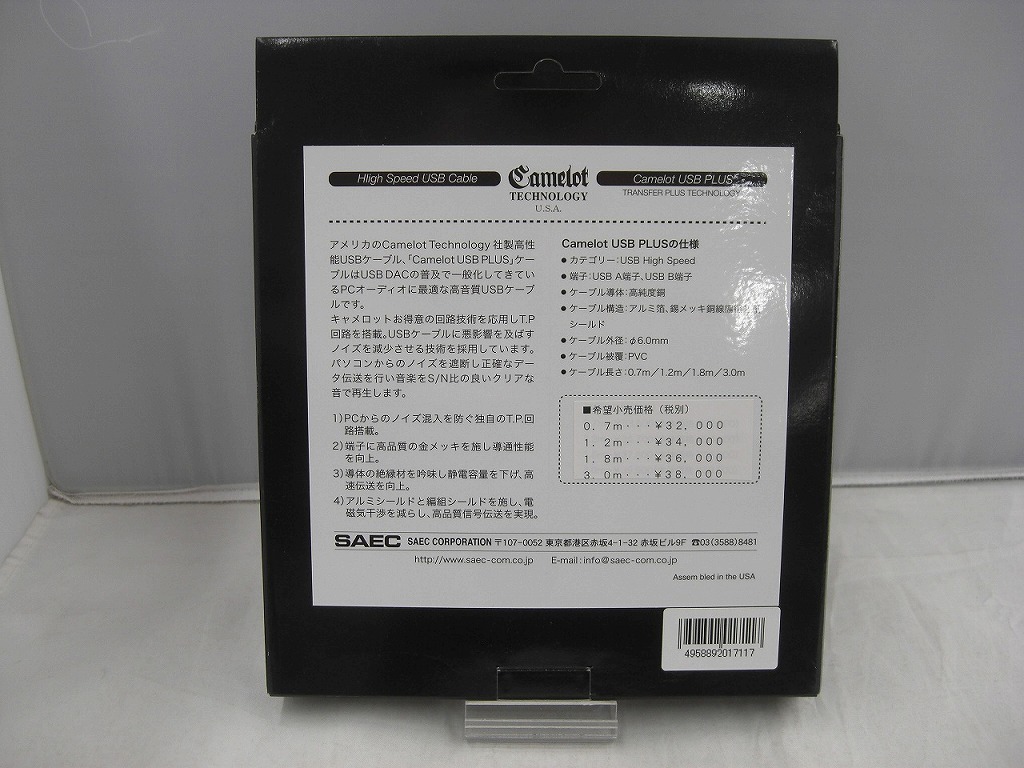 HIigh Speed USB Cable
Camelot
TECHNOLOGY
U.S.A.
Camelot USB PLUS
TRANSFER PLUS TECHNOLOGY
アメリカのCamelot Technology 社製高性
能USBケーブル、「Camelot USB PLUS」ケー
ブルはUSB DACの普及で一般化してきてい
るPCオーディオに最適な高音質USBケーブ
ルです。
キャメロットお得意の回路技術を応用しT.P
回路を搭載。USBケーブルに悪影響を及ぼす
ノイズを減少させる技術を採用しています。
パソコンからのノイズを遮断し正確なデー
タ伝送を行い音楽をS/N比の良いクリアな
音で再生します。
1)PCからのノイズ混入を防ぐ独自のT.P.回
路搭載。
2)端子に高品質の金メッキを施し導通性能
を向上。
3)導体の絶縁材を吟味し静電容量を下げ、高
速伝送を向上。
4)アルミシールドと編組シールドを施し、電
磁気干渉を減らし、高品質信号伝送を実現。
Camelot USB PLUSの仕様
●カテゴリー:USB High Speed
●端子:USB A端子、USB B端子
●ケーブル導体:高純度銅
●ケーブル構造:アルミ箔、錫メッキ銅線
シールド
●ケーブル外径:φ6.0mm
●ケーブル被覆:PVC
●ケーブル長さ:0.7m/1.2m/1.8m/3.0m
■希望小売価格(税別)
0.7m···¥32,000
1.2m···¥34,000
1.8m···¥36,000
3.0m···¥38,000
SAEC SAEC CORPORATION 〒107-0052 東京都港区赤坂4-1-32 赤坂ビル9F ☎03(3588)8481
http://www.saec-com.co.jp E-mail:info@saec-com.co.jp
Assem bled in the USA
4958892017117